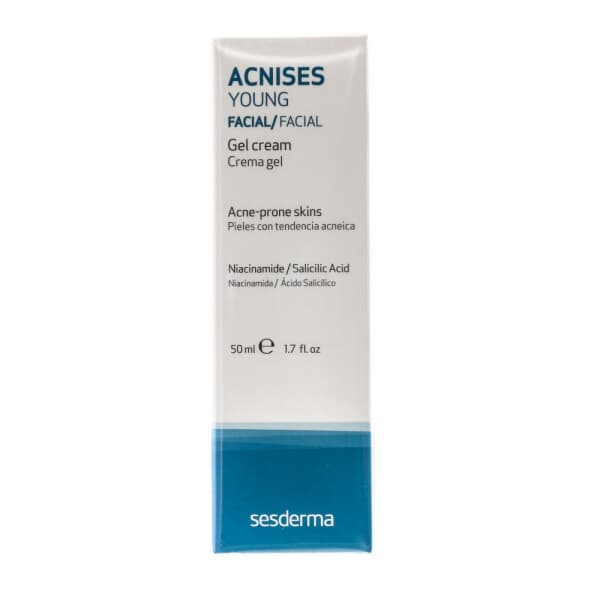 ACNISES
YOUNG
FACIAL/FACIAL
Gel cream
Crema gel
Acne-prone skins
Pieles con tendencia acneica
Niacinamide / Salicilic Acid
Niacinamida / Ácido Salicílico
50 ml ℮ 1.7 fl. oz
sesderma